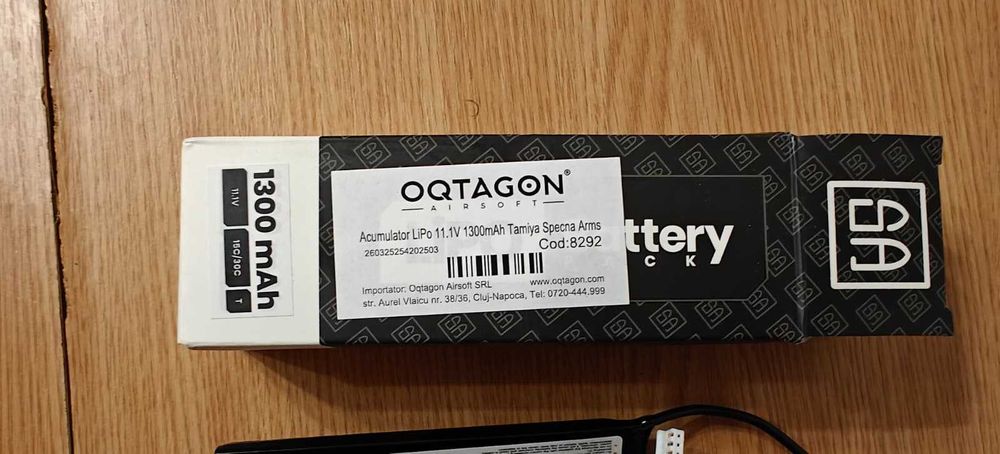 OQTAGON®
AIRSOFT
Acumulator LiPo 11.1V 1300mAh Tamiya Specna Arms
Cod:8292
260325254202503
Importator: Oqtagon Airsoft SRL
www.oqtagon.com
str. Aurel Vlaicu nr. 38/36, Cluj-Napoca, Tel: 0720-444,999
ttery
ACK
1300 mAh
11.1V
15C/30C
T
SA